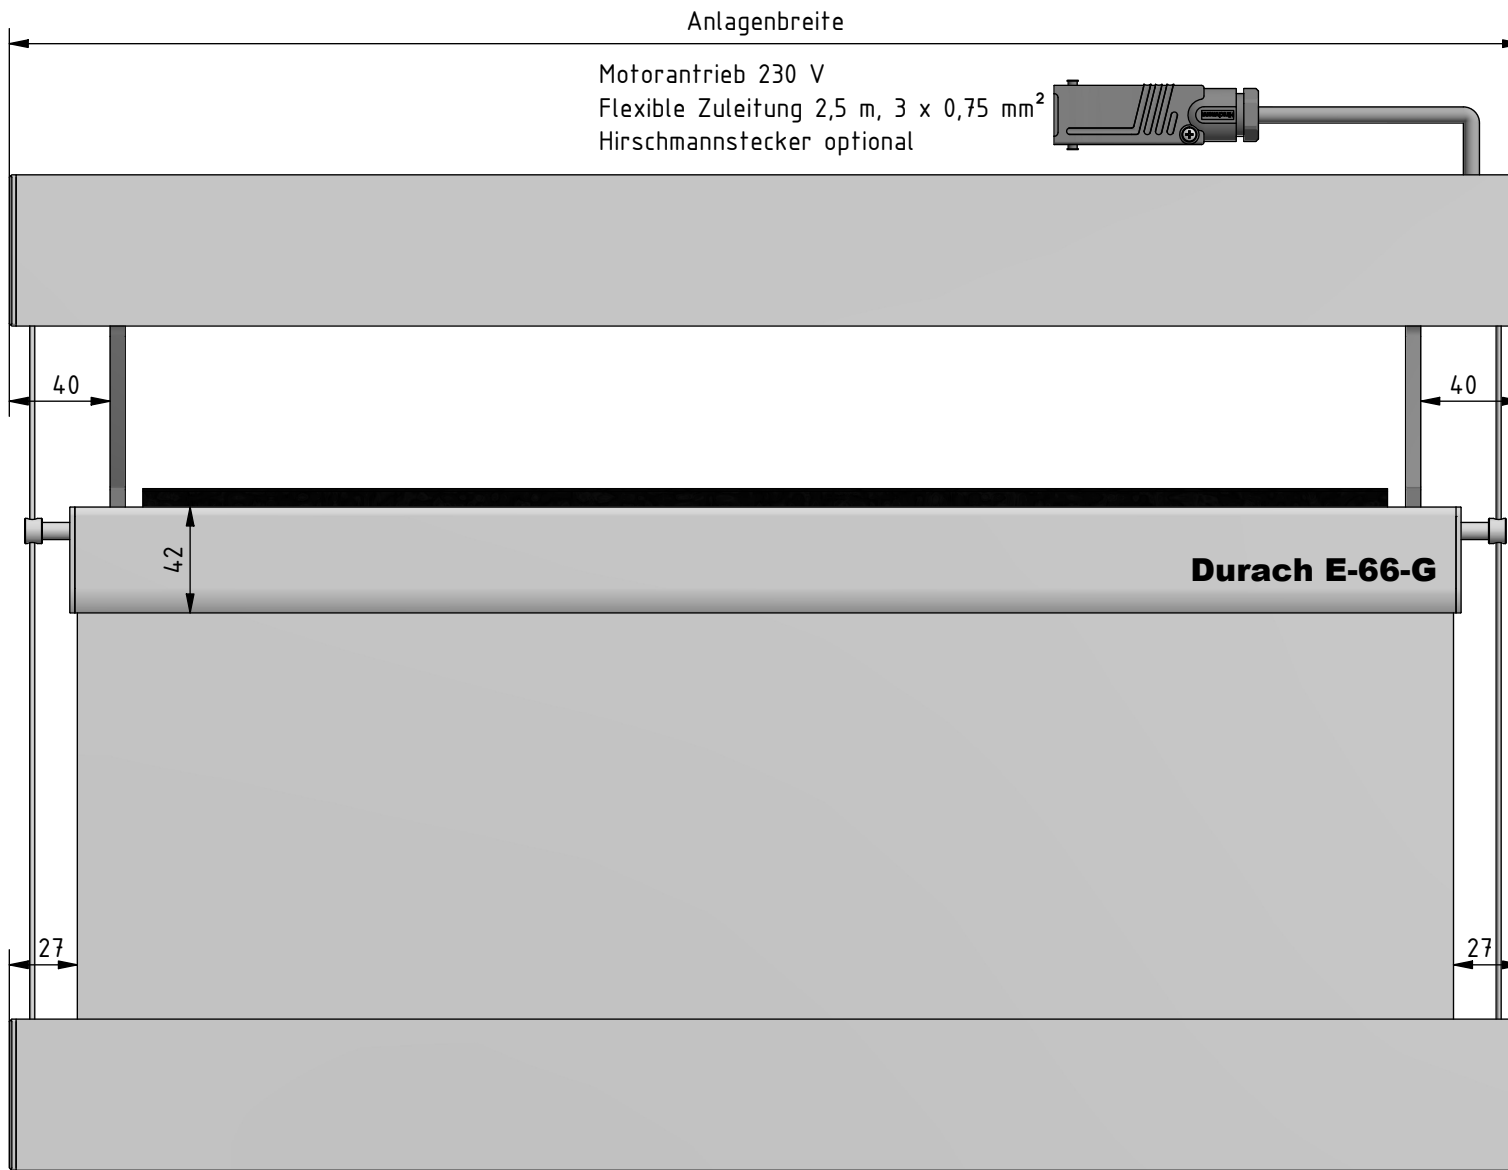 Anlagenbreite
Motorantrieb 230 V
Flexible Zuleitung 2,5 m, 3 x 0,75 mm²
Hirschmannstecker optional
40
40
42
Durach E-66-G
27
27